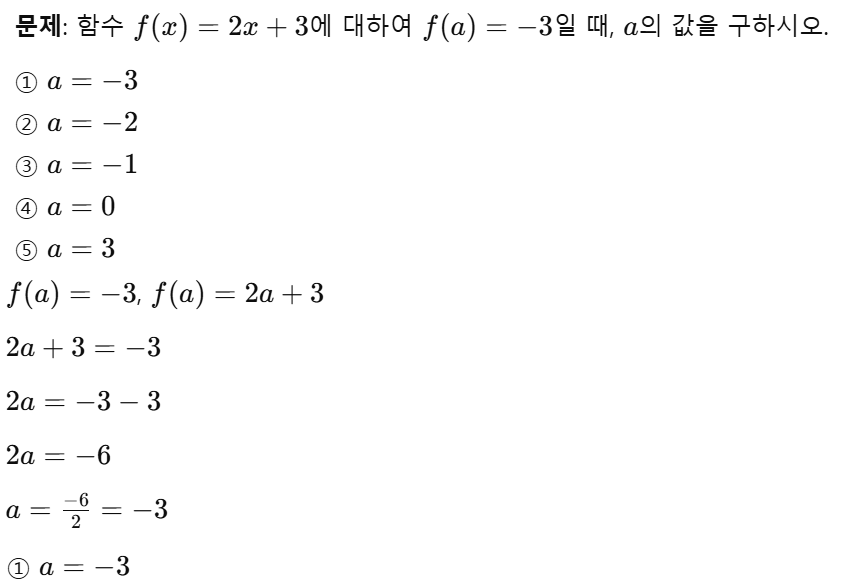 문제: 함수 f(x) = 2x + 3에 대하여 f(a) = −3일 때, a의 값을 구하시오.
① a = −3
② a = −2
③ a = −1
④ a = 0
⑤ a = 3
f(a) = −3, f(a) = 2a + 3
2a + 3 = −3
2a = −3 − 3
2a = −6
a = \frac{−6}{2} = −3
① a = −3